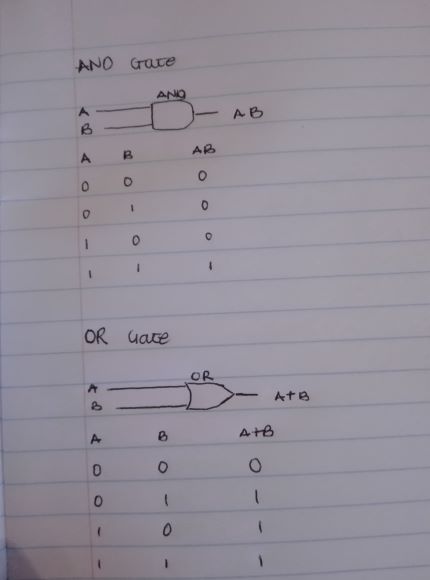 AND Gate
AND
A
B
AB
A B AB
0 0 0
0 1 0
1 0 0
1 1 1
OR Gate
OR
A
B
A+B
A B A+B
0 0 0
0 1 1
1 0 1
1 1 1